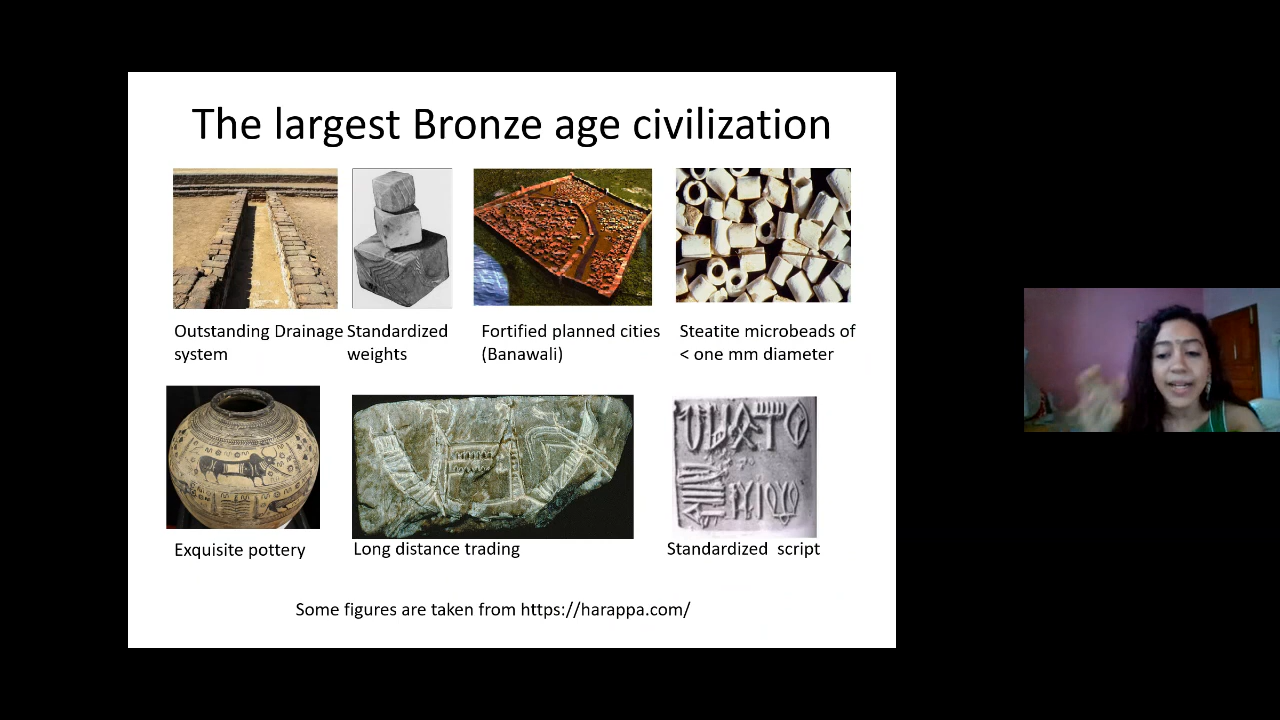 The largest Bronze age civilization
Outstanding Drainage system
Standardized weights
Fortified planned cities (Banawali)
Steatite microbeads of < one mm diameter
Exquisite pottery
Long distance trading
Standardized script
Some figures are taken from https://harappa.com/